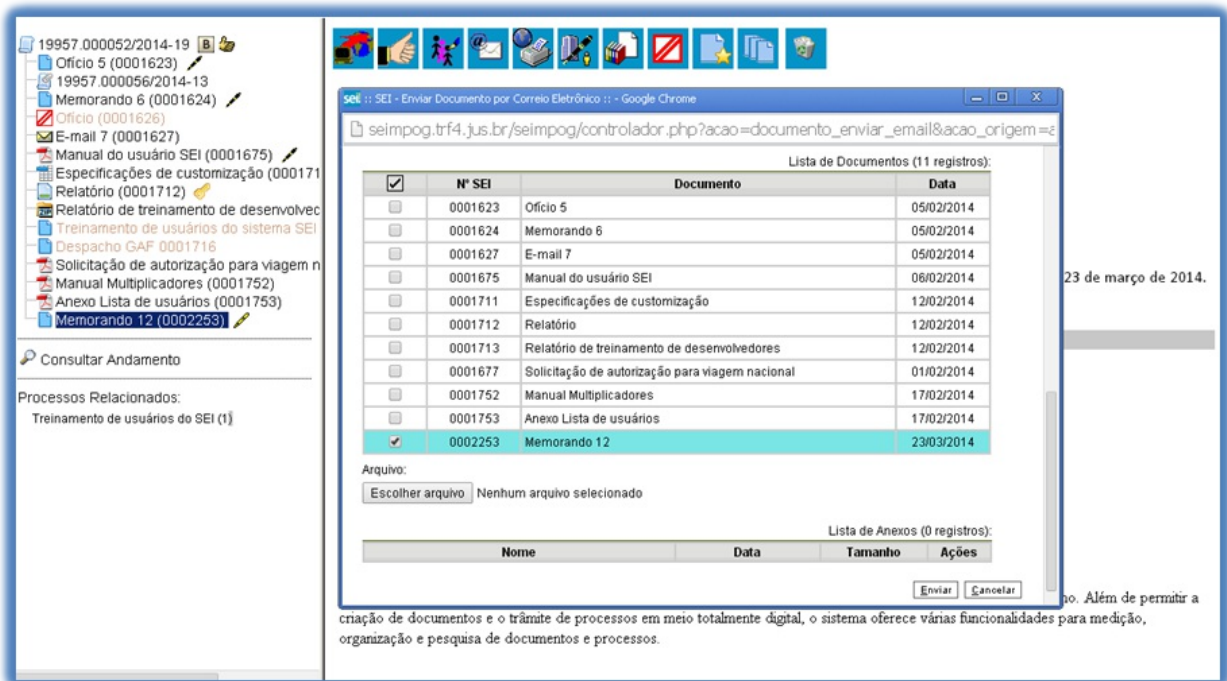 19957.000052/2014-19 B
Ofício 5 (0001623)
19957.000056/2014-13
Memorando 6 (0001624)
Ofício (0001626)
E-mail 7 (0001627)
Manual do usuário SEI (0001675)
Especificações de customização (000171
Relatório (0001712)
Relatório de treinamento de desenvolvec
Treinamento de usuários do sistema SEI
Despacho GAF 0001716
Solicitação de autorização para viagem n
Manual Multiplicadores (0001752)
Anexo Lista de usuários (0001753)
Memorando 12 (0002253)
Consultar Andamento
Processos Relacionados:
Treinamento de usuários do SEI (1)
sei :: SEI - Enviar Documento por Correio Eletrônico :: - Google Chrome
seimpog.trf4.jus.br/seimpog/controlador.php?acao=documento_enviar_email&acao_origem=a
Lista de Documentos (11 registros):
N° SEI Documento Data
0001623 Ofício 5 05/02/2014
0001624 Memorando 6 05/02/2014
0001627 E-mail 7 05/02/2014
0001675 Manual do usuário SEI 06/02/2014
0001711 Especificações de customização 12/02/2014
0001712 Relatório 12/02/2014
0001713 Relatório de treinamento de desenvolvedores 12/02/2014
0001677 Solicitação de autorização para viagem nacional 01/02/2014
0001752 Manual Multiplicadores 17/02/2014
0001753 Anexo Lista de usuários 17/02/2014
0002253 Memorando 12 23/03/2014
Arquivo:
Escolher arquivo Nenhum arquivo selecionado
Lista de Anexos (0 registros):
Nome Data Tamanho Ações
Enviar Cancelar
23 de março de 2014.
no. Além de permitir a
criação de documentos e o trâmite de processos em meio totalmente digital, o sistema oferece várias funcionalidades para medição,
organização e pesquisa de documentos e processos.